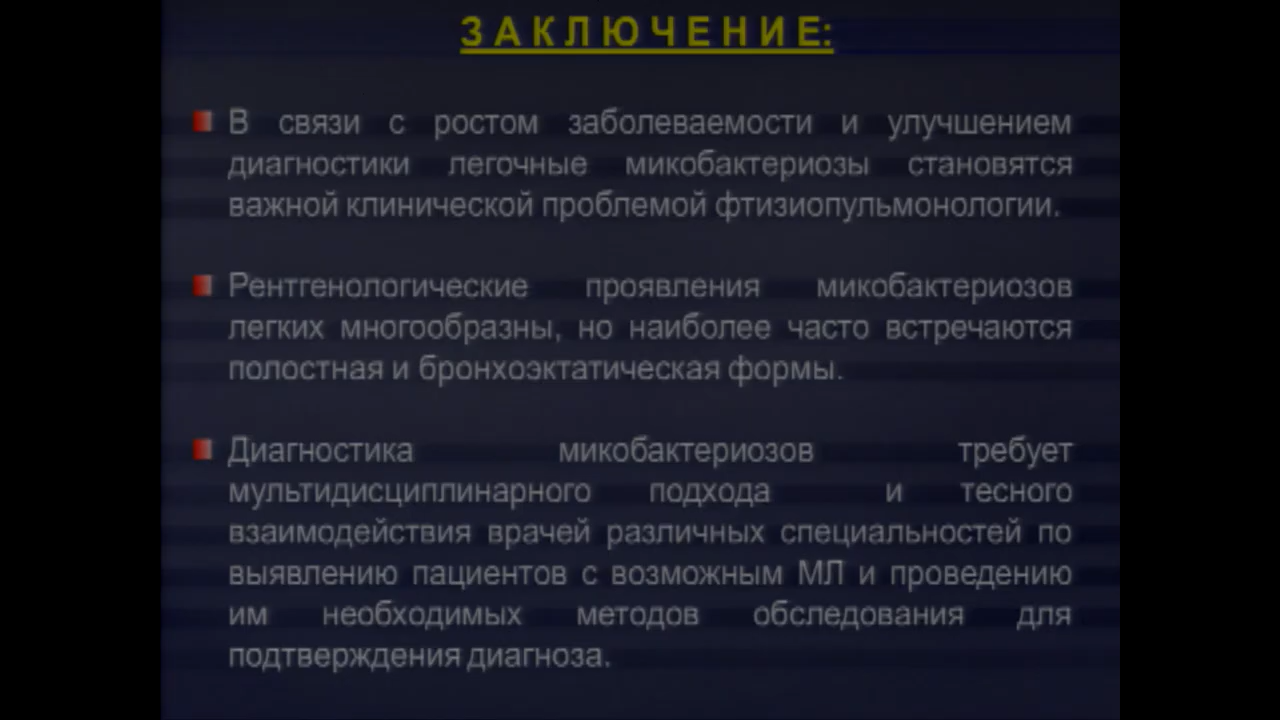 ЗАКЛЮЧЕНИЕ:
В связи с ростом заболеваемости и улучшением
диагностики легочные микобактериозы становятся
важной клинической проблемой фтизиопульмонологии.
Рентгенологические проявления микобактериозов
легких многообразны, но наиболее часто встречаются
полостная и бронхоэктатическая формы.
Диагностика микобактериозов требует
мультидисциплинарного подхода и тесного
взаимодействия врачей различных специальностей по
выявлению пациентов с возможным МЛ и проведению
им необходимых методов обследования для
подтверждения диагноза.